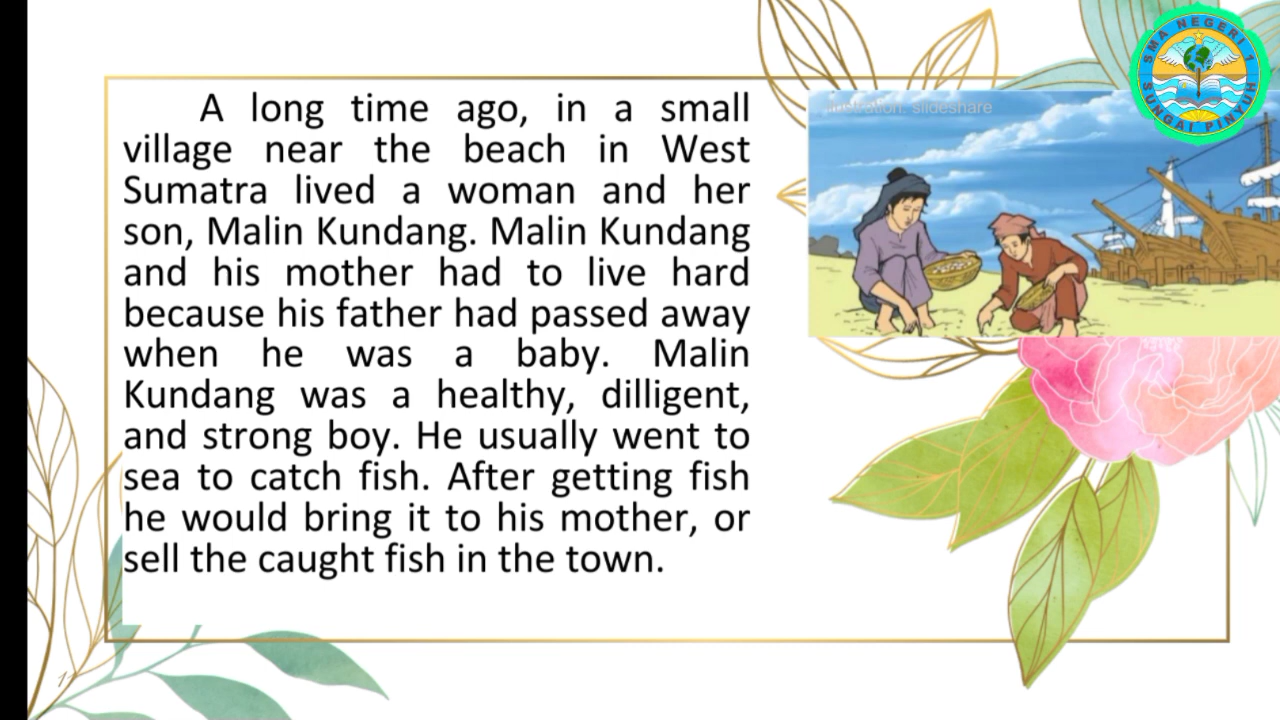 A long time ago, in a small
village near the beach in West
Sumatra lived a woman and her
son, Malin Kundang. Malin Kundang
and his mother had to live hard
because his father had passed away
when he was a baby. Malin
Kundang was a healthy, dilligent,
and strong boy. He usually went to
sea to catch fish. After getting fish
he would bring it to his mother, or
sell the caught fish in the town.
illustration: slideshare
SMA NEGERI 1
SUNGAI PINYUH